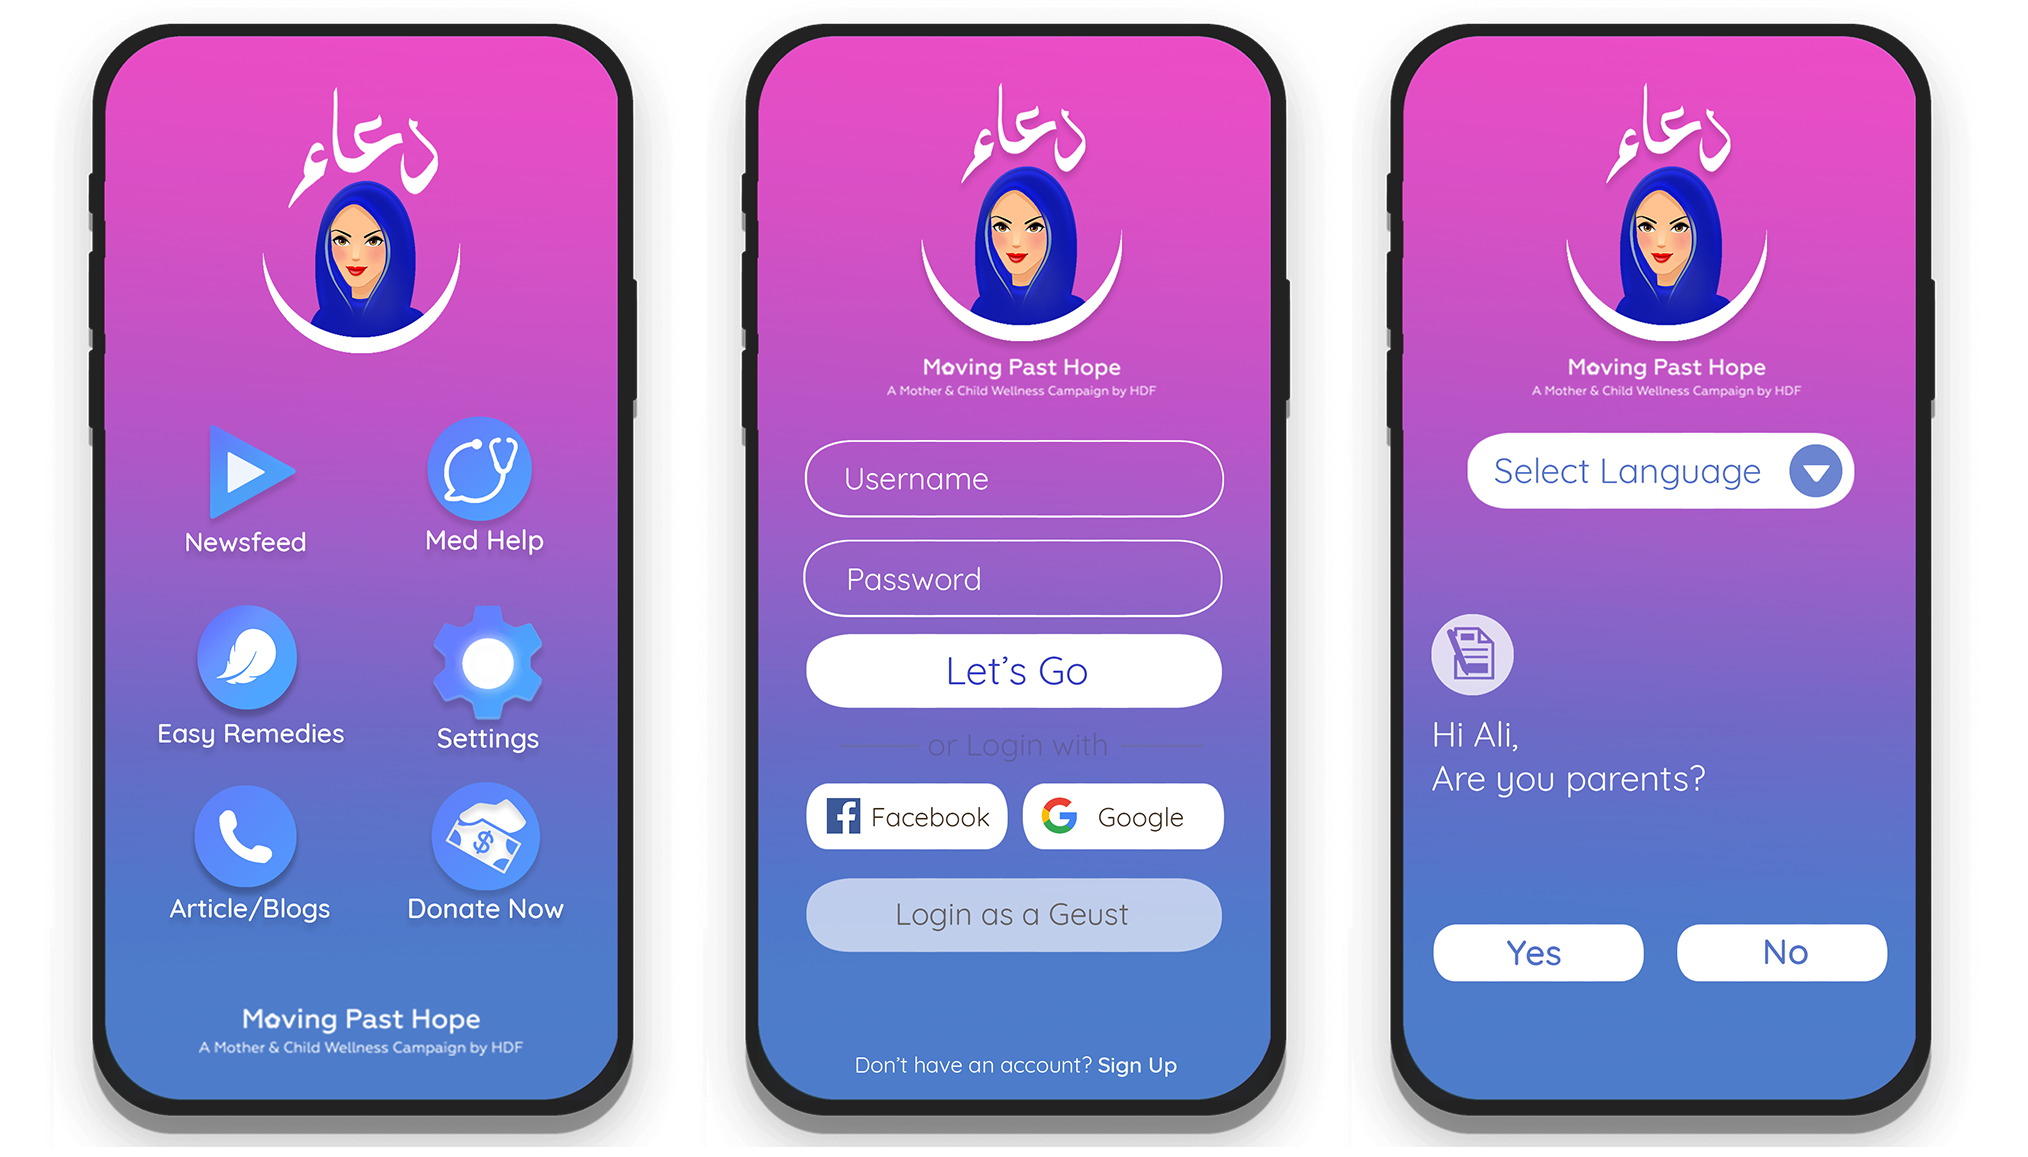 دعاء
Newsfeed
Med Help
Easy Remedies
Settings
Article/Blogs
Donate Now
Moving Past Hope
A Mother & Child Wellness Campaign by HDF
دعاء
Moving Past Hope
A Mother & Child Wellness Campaign by HDF
Username
Password
Let's Go
or Login with
Facebook
Google
Login as a Geust
Don't have an account? Sign Up
دعاء
Moving Past Hope
A Mother & Child Wellness Campaign by HDF
Select Language
Hi Ali,
Are you parents?
Yes
No